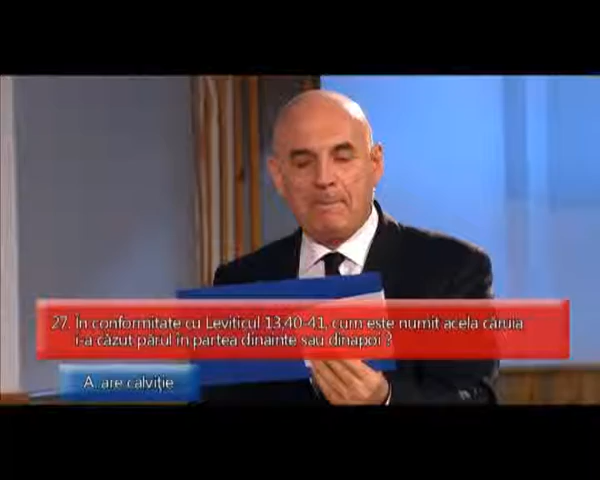 27. În conformitate cu Leviticul 13,40-41, cum este numit acela căruia
i-a căzut părul în partea dinainte sau dinapoi ?
A. are calviție